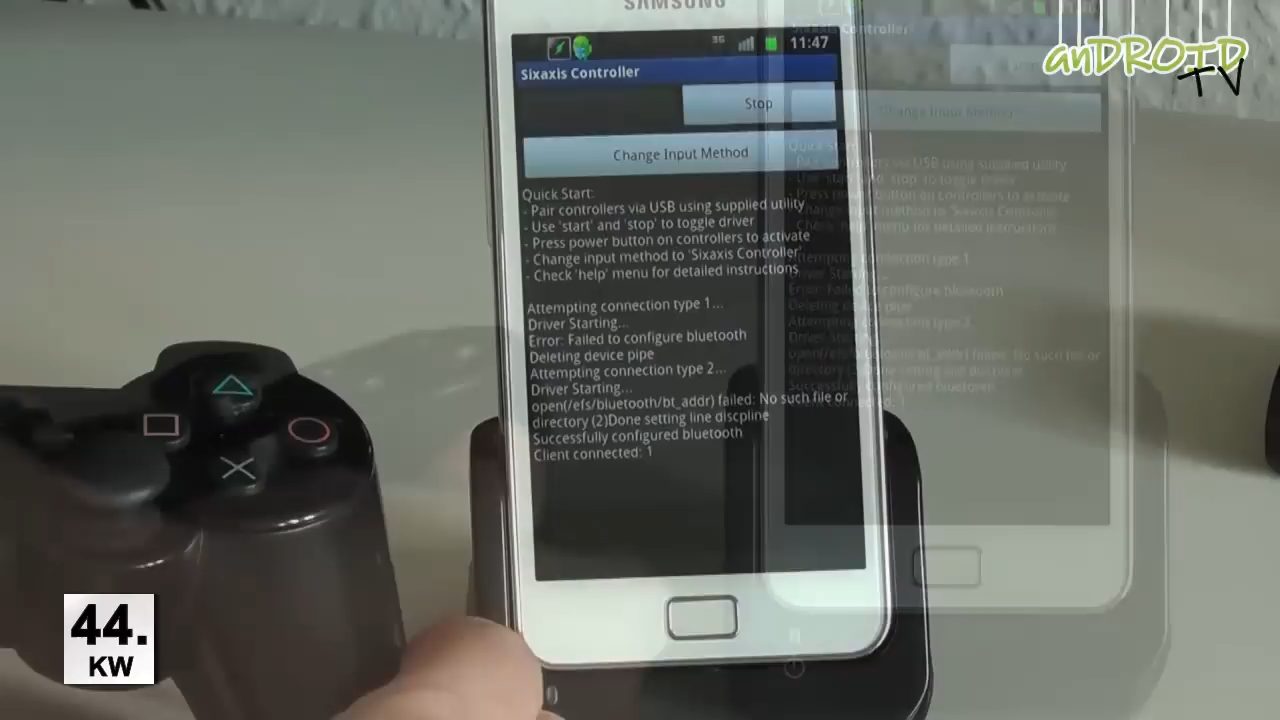 SAMSUNG
3G 11:47
Sixaxis Controller
Stop
Change Input Method
Quick Start:
- Pair controllers via USB using supplied utility
- Use 'start' and 'stop' to toggle driver
- Press power button on controllers to activate
- Change input method to 'Sixaxis Controller'
- Check 'help' menu for detailed instructions
Attempting connection type 1...
Driver Starting...
Error: Failed to configure bluetooth
Deleting device pipe
Attempting connection type 2...
Driver Starting...
open(/efs/bluetooth/bt_addr) failed: No such file or
directory (2)Done setting line discpline
Successfully configured bluetooth
Client connected: 1
anDROID
TV
44.
KW